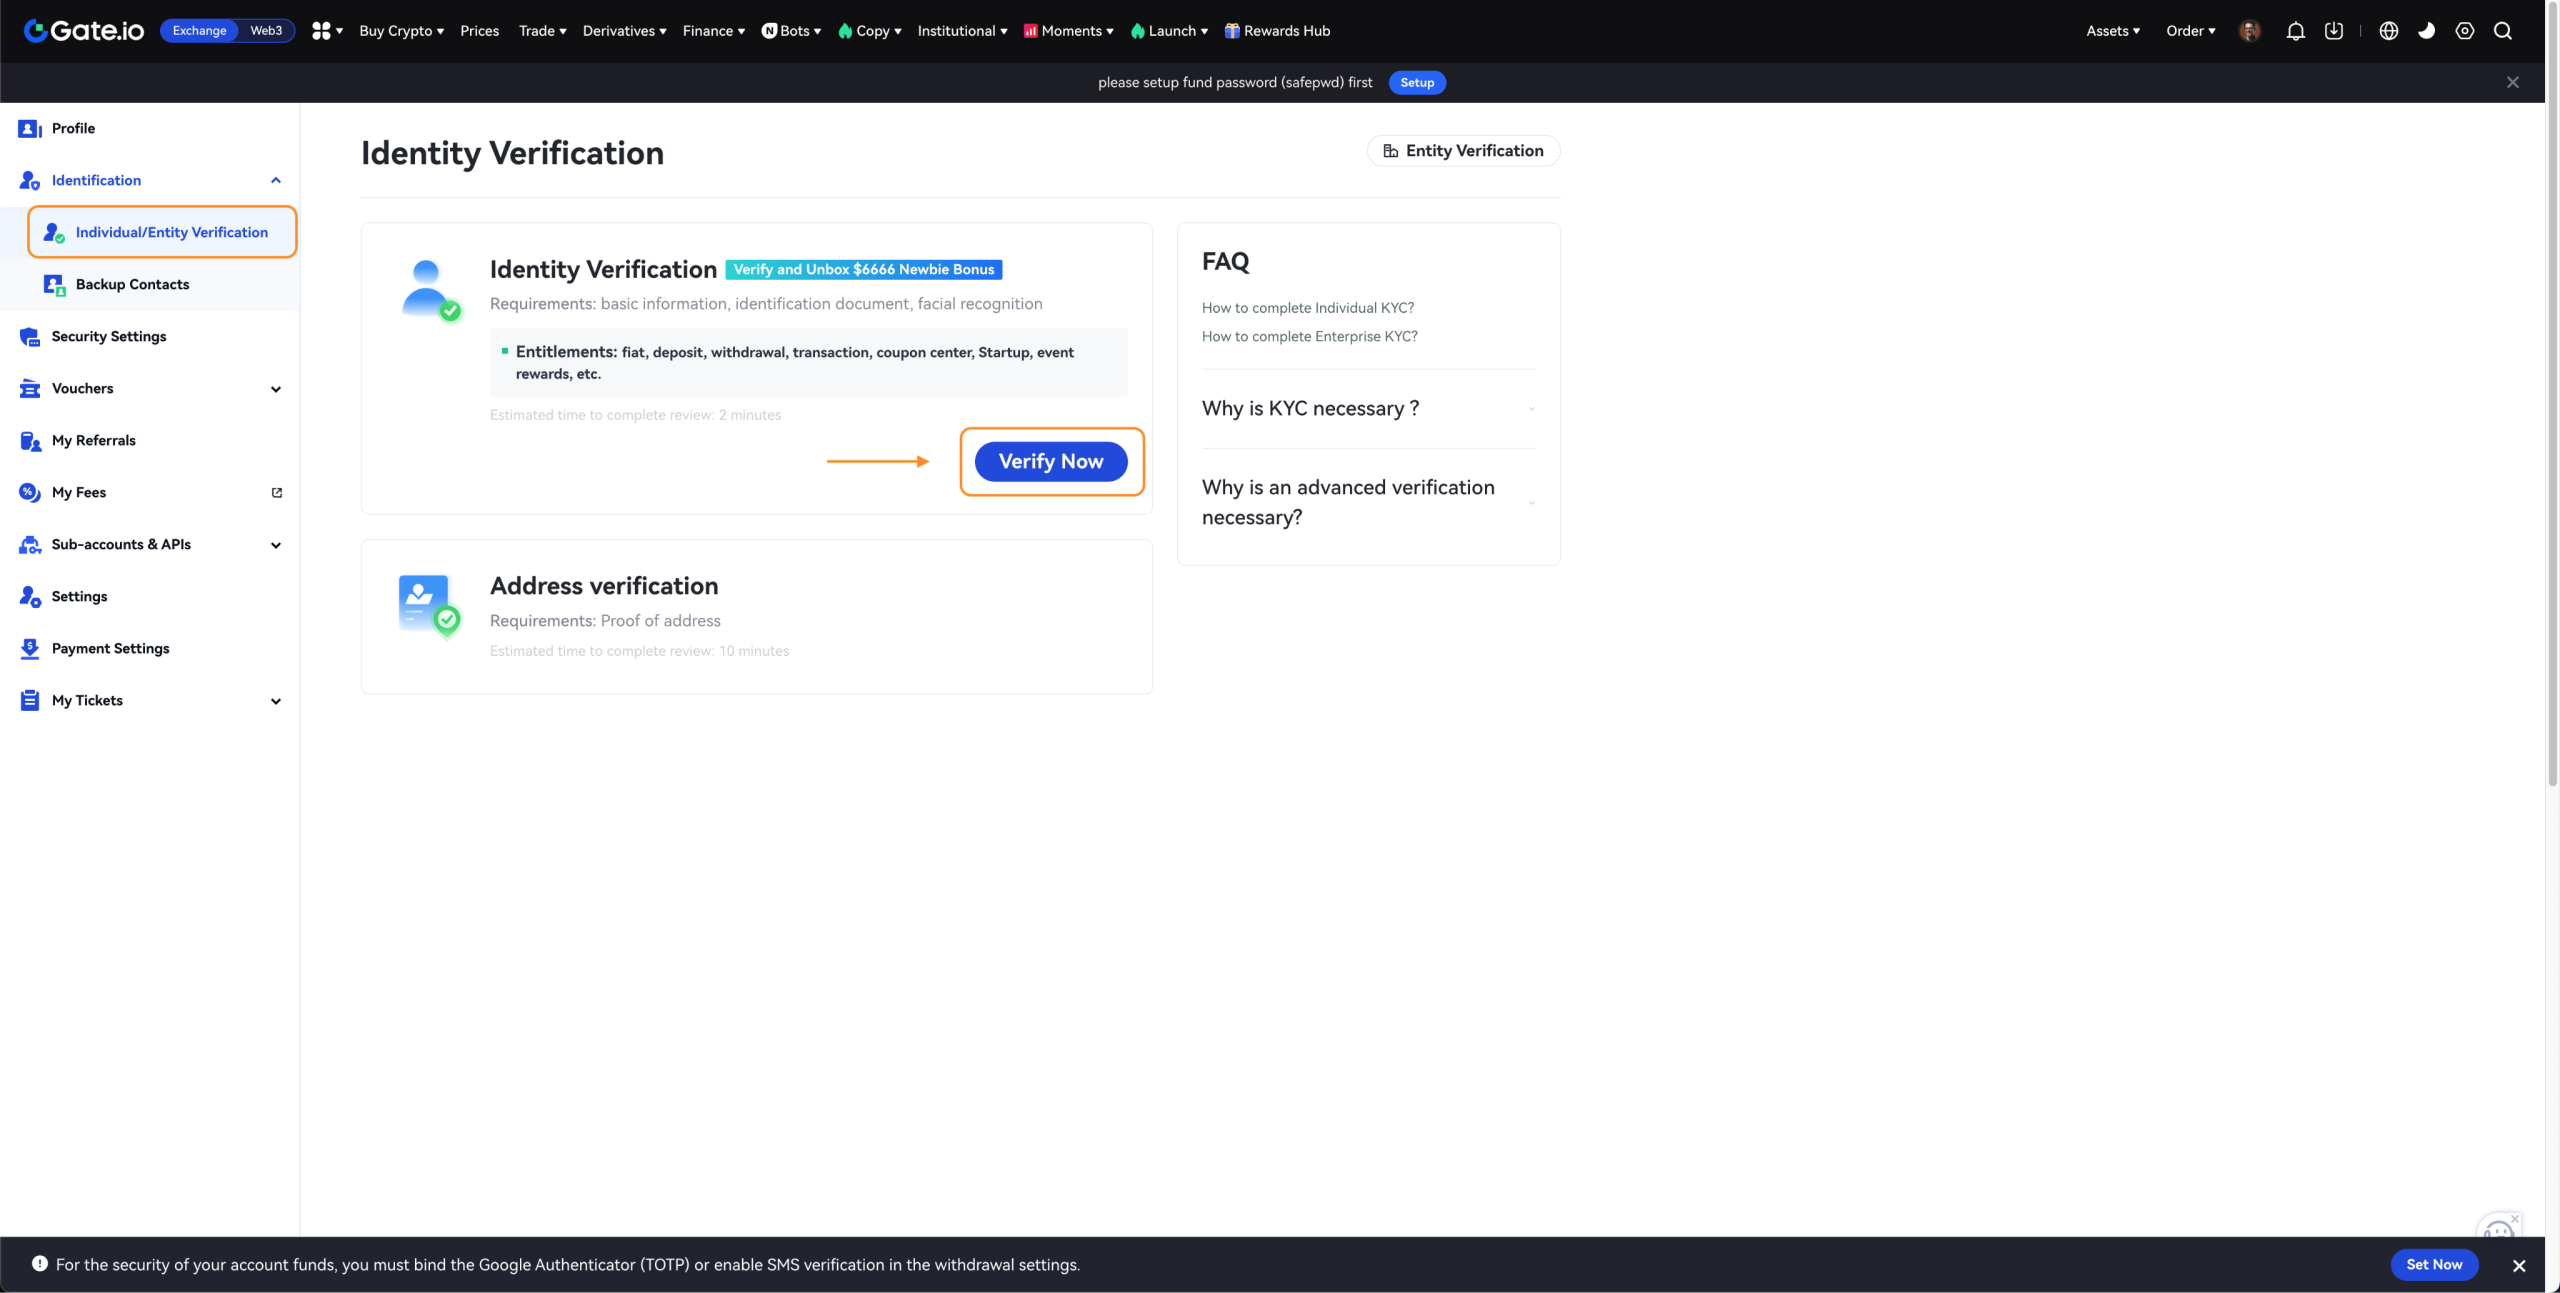 Gate.io
Exchange Web3 Buy Crypto Prices Trade Derivatives Finance Bots Copy Institutional Moments Launch Rewards Hub Assets Order
please setup fund password (safepwd) first Setup
Profile
Identification
Individual/Entity Verification
Backup Contacts
Security Settings
Vouchers
My Referrals
My Fees
Sub-accounts & APIs
Settings
Payment Settings
My Tickets
Identity Verification
Entity Verification
Identity Verification Verify and Unbox $6666 Newbie Bonus
Requirements: basic information, identification document, facial recognition
Entitlements: fiat, deposit, withdrawal, transaction, coupon center, Startup, event
rewards, etc.
Estimated time to complete review: 2 minutes
Verify Now
Address verification
Requirements: Proof of address
Estimated time to complete review: 10 minutes
FAQ
How to complete Individual KYC?
How to complete Enterprise KYC?
Why is KYC necessary ?
Why is an advanced verification
necessary?
For the security of your account funds, you must bind the Google Authenticator (TOTP) or enable SMS verification in the withdrawal settings.
Set Now